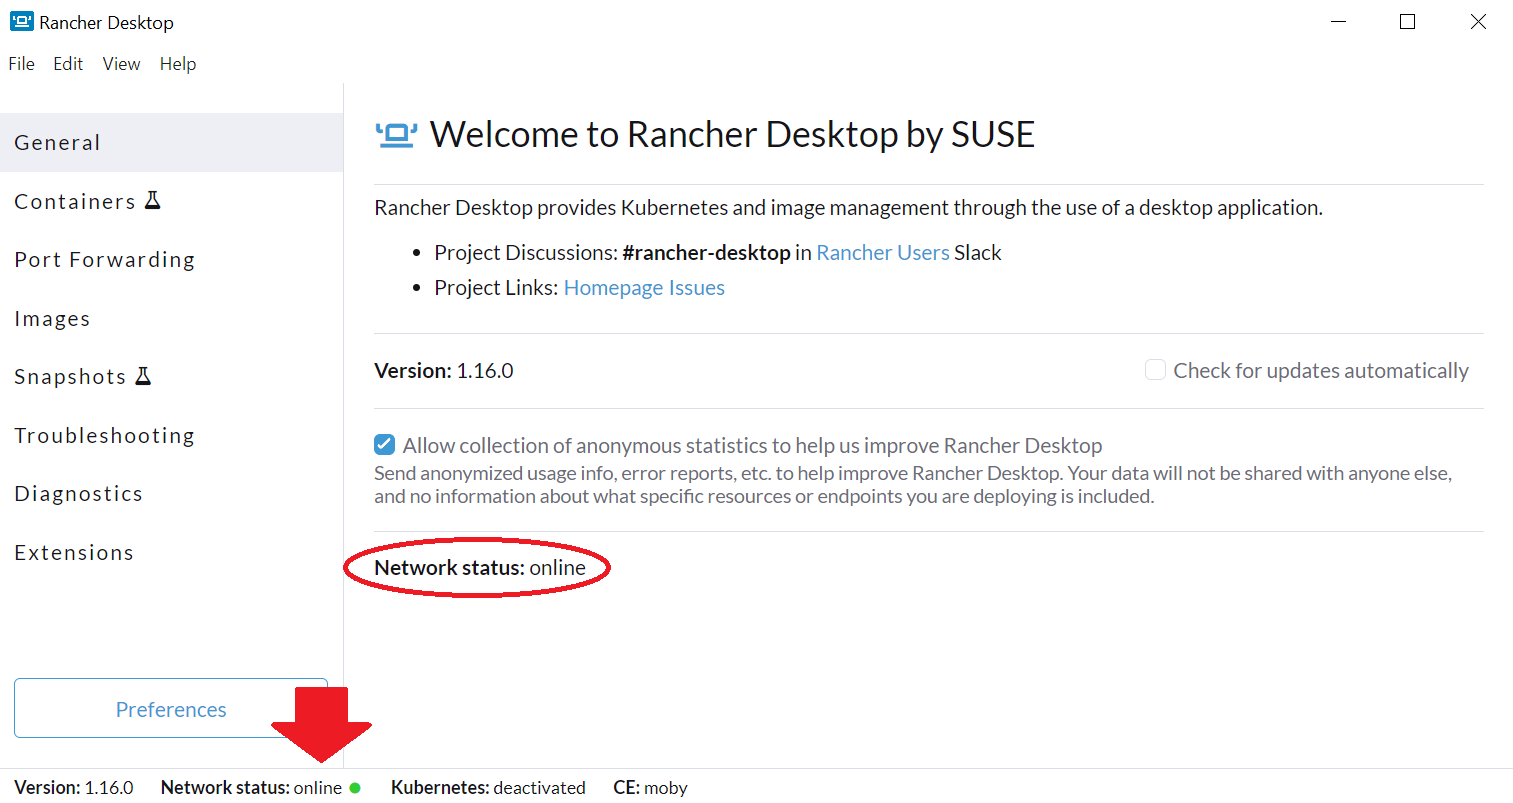 Rancher Desktop
File Edit View Help
General
Containers
Port Forwarding
Images
Snapshots
Troubleshooting
Diagnostics
Extensions
Preferences
Welcome to Rancher Desktop by SUSE
Rancher Desktop provides Kubernetes and image management through the use of a desktop application.
• Project Discussions: #rancher-desktop in Rancher Users Slack
• Project Links: Homepage Issues
Version: 1.16.0
Check for updates automatically
Allow collection of anonymous statistics to help us improve Rancher Desktop
Send anonymized usage info, error reports, etc. to help improve Rancher Desktop. Your data will not be shared with anyone else,
and no information about what specific resources or endpoints you are deploying is included.
Network status: online
Version: 1.16.0 Network status: online Kubernetes: deactivated CE: moby